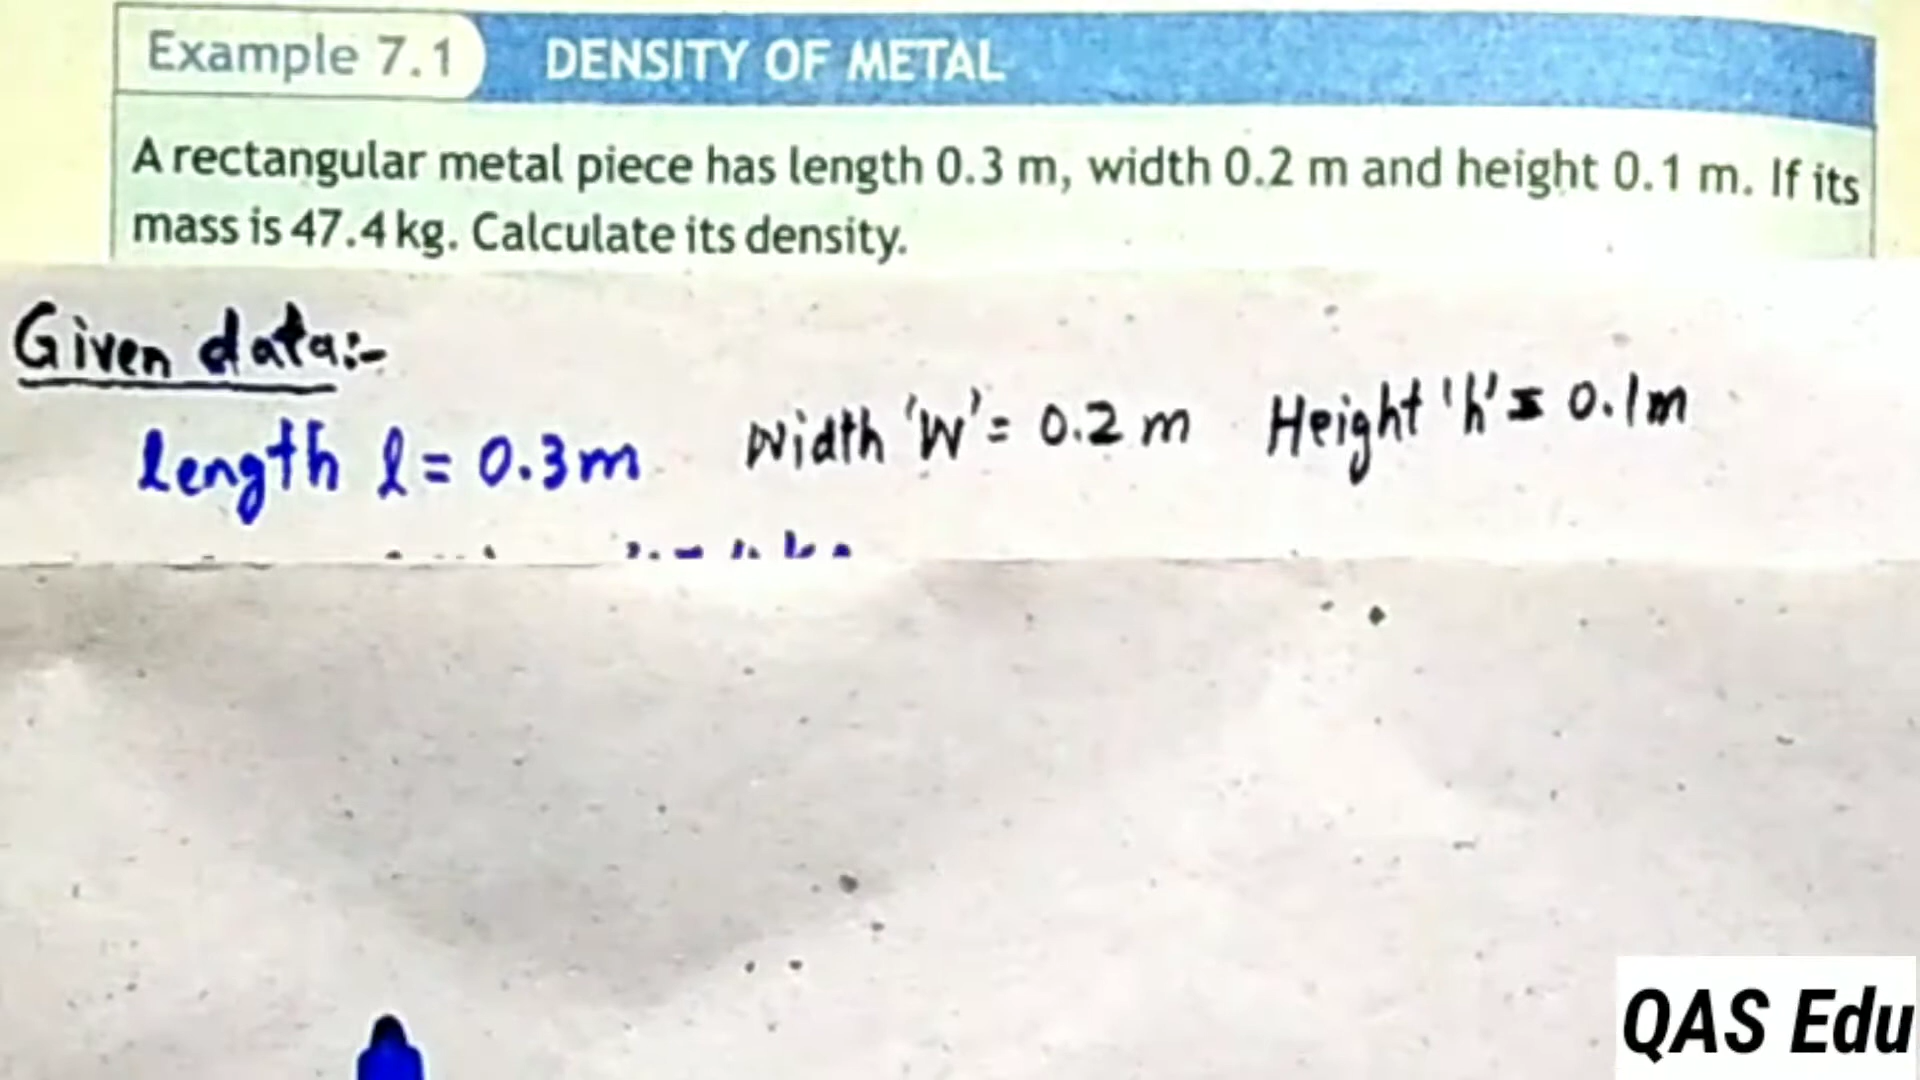 Example 7.1 DENSITY OF METAL
A rectangular metal piece has length 0.3 m, width 0.2 m and height 0.1 m. If its
mass is 47.4 kg. Calculate its density.
Given data:-
length l = 0.3m Width 'W' = 0.2 m Height 'h' = 0.1m
QAS Edu